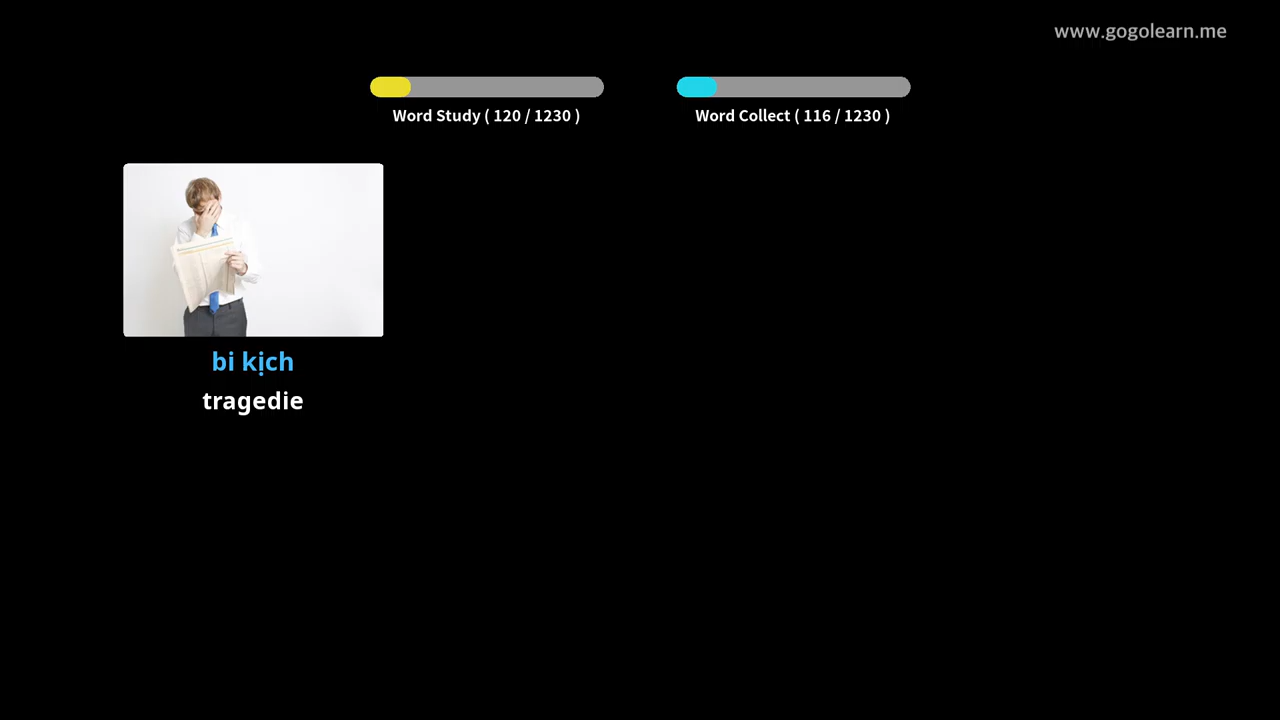 www.gogolearn.me
Word Study ( 120 / 1230 )
Word Collect ( 116 / 1230 )
bi kịch
tragedie